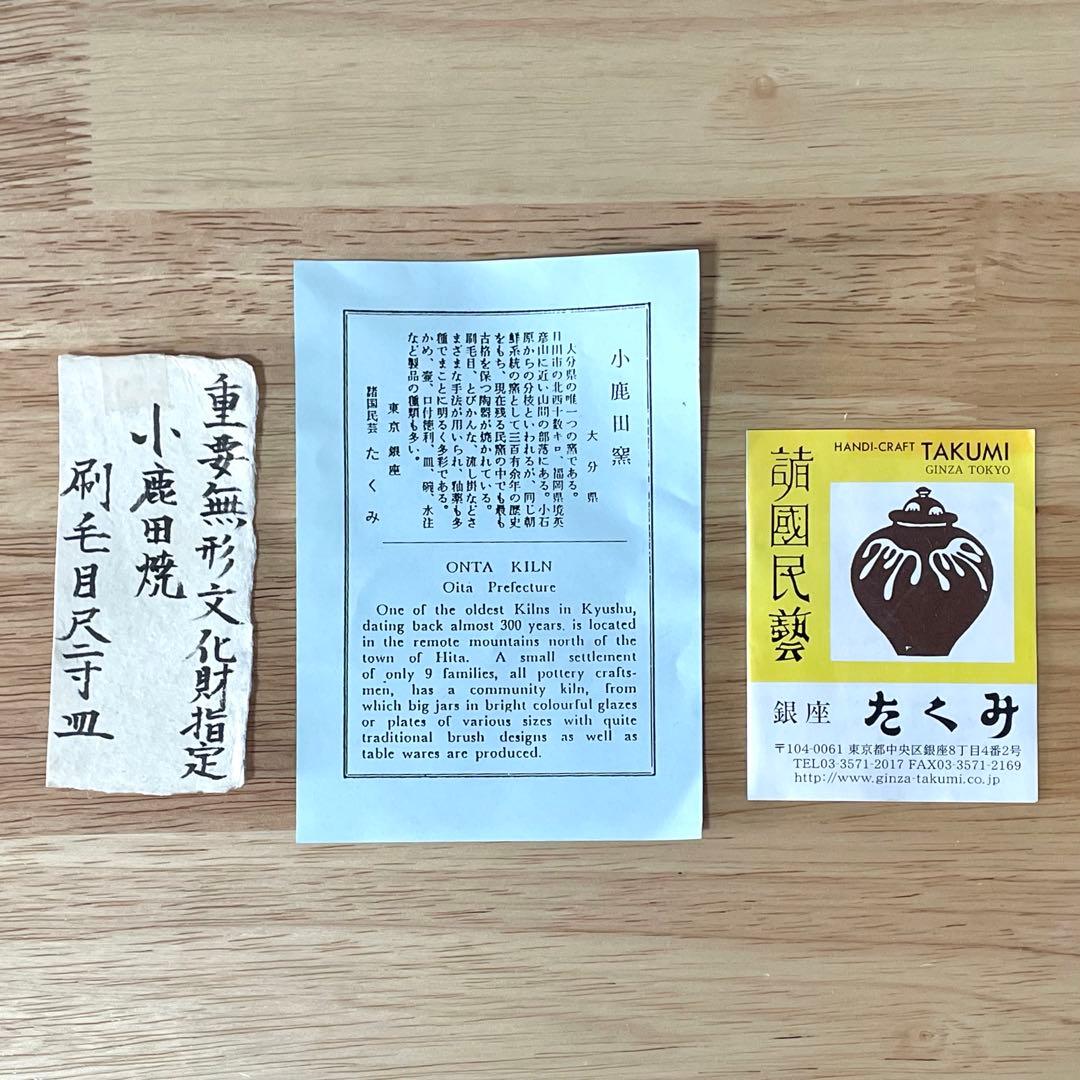 重要無形文化財指定
小鹿田焼
刷毛目尺二寸皿
小鹿田窯
大分県
大分県の唯一つの窯である。
日田市の北西十数キロ、福岡県境英
彦山に近い山間の部落にある。小石
原からの分枝といわれるが、同じ朝
鮮系統の窯として三百有余年の歴史
をもち、現在残る民窯の中でも最も
古格を保つ陶器が焼かれている。
刷毛目、とびかんな、流し掛などさ
まざまな手法が用いられ、釉薬も多
種でまことに明るく多彩である。
かめ、壷、口付徳利、皿、碗、水注
など製品の種類も多い。
東京 銀座
諸国民芸 たくみ
ONTA KILN
Oita Prefecture
One of the oldest Kilns in Kyushu,
dating back almost 300 years, is located
in the remote mountains north of the
town of Hita. A small settlement
of only 9 families, all pottery crafts-
men, has a community kiln, from
which big jars in bright colourful glazes
or plates of various sizes with quite
traditional brush designs as well as
table wares are produced.
HANDI-CRAFT TAKUMI
GINZA TOKYO
諸國民藝
銀座 たくみ
〒104-0061 東京都中央区銀座8丁目4番2号
TEL03-3571-2017 FAX03-3571-2169
http://www.ginza-takumi.co.jp